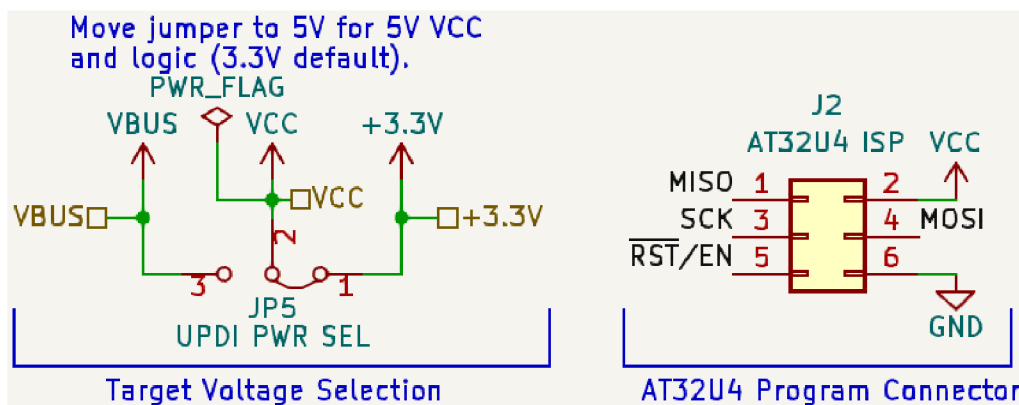 Move jumper to 5V for 5V VCC
and logic (3.3V default).
PWR_FLAG
VBUS VCC +3.3V
VBUS VCC +3.3V
2
3 1
JP5
UPDI PWR SEL
Target Voltage Selection
J2
AT32U4 ISP VCC
MISO 1 2
SCK 3 4 MOSI
RST/EN 5 6
GND
AT32U4 Program Connector